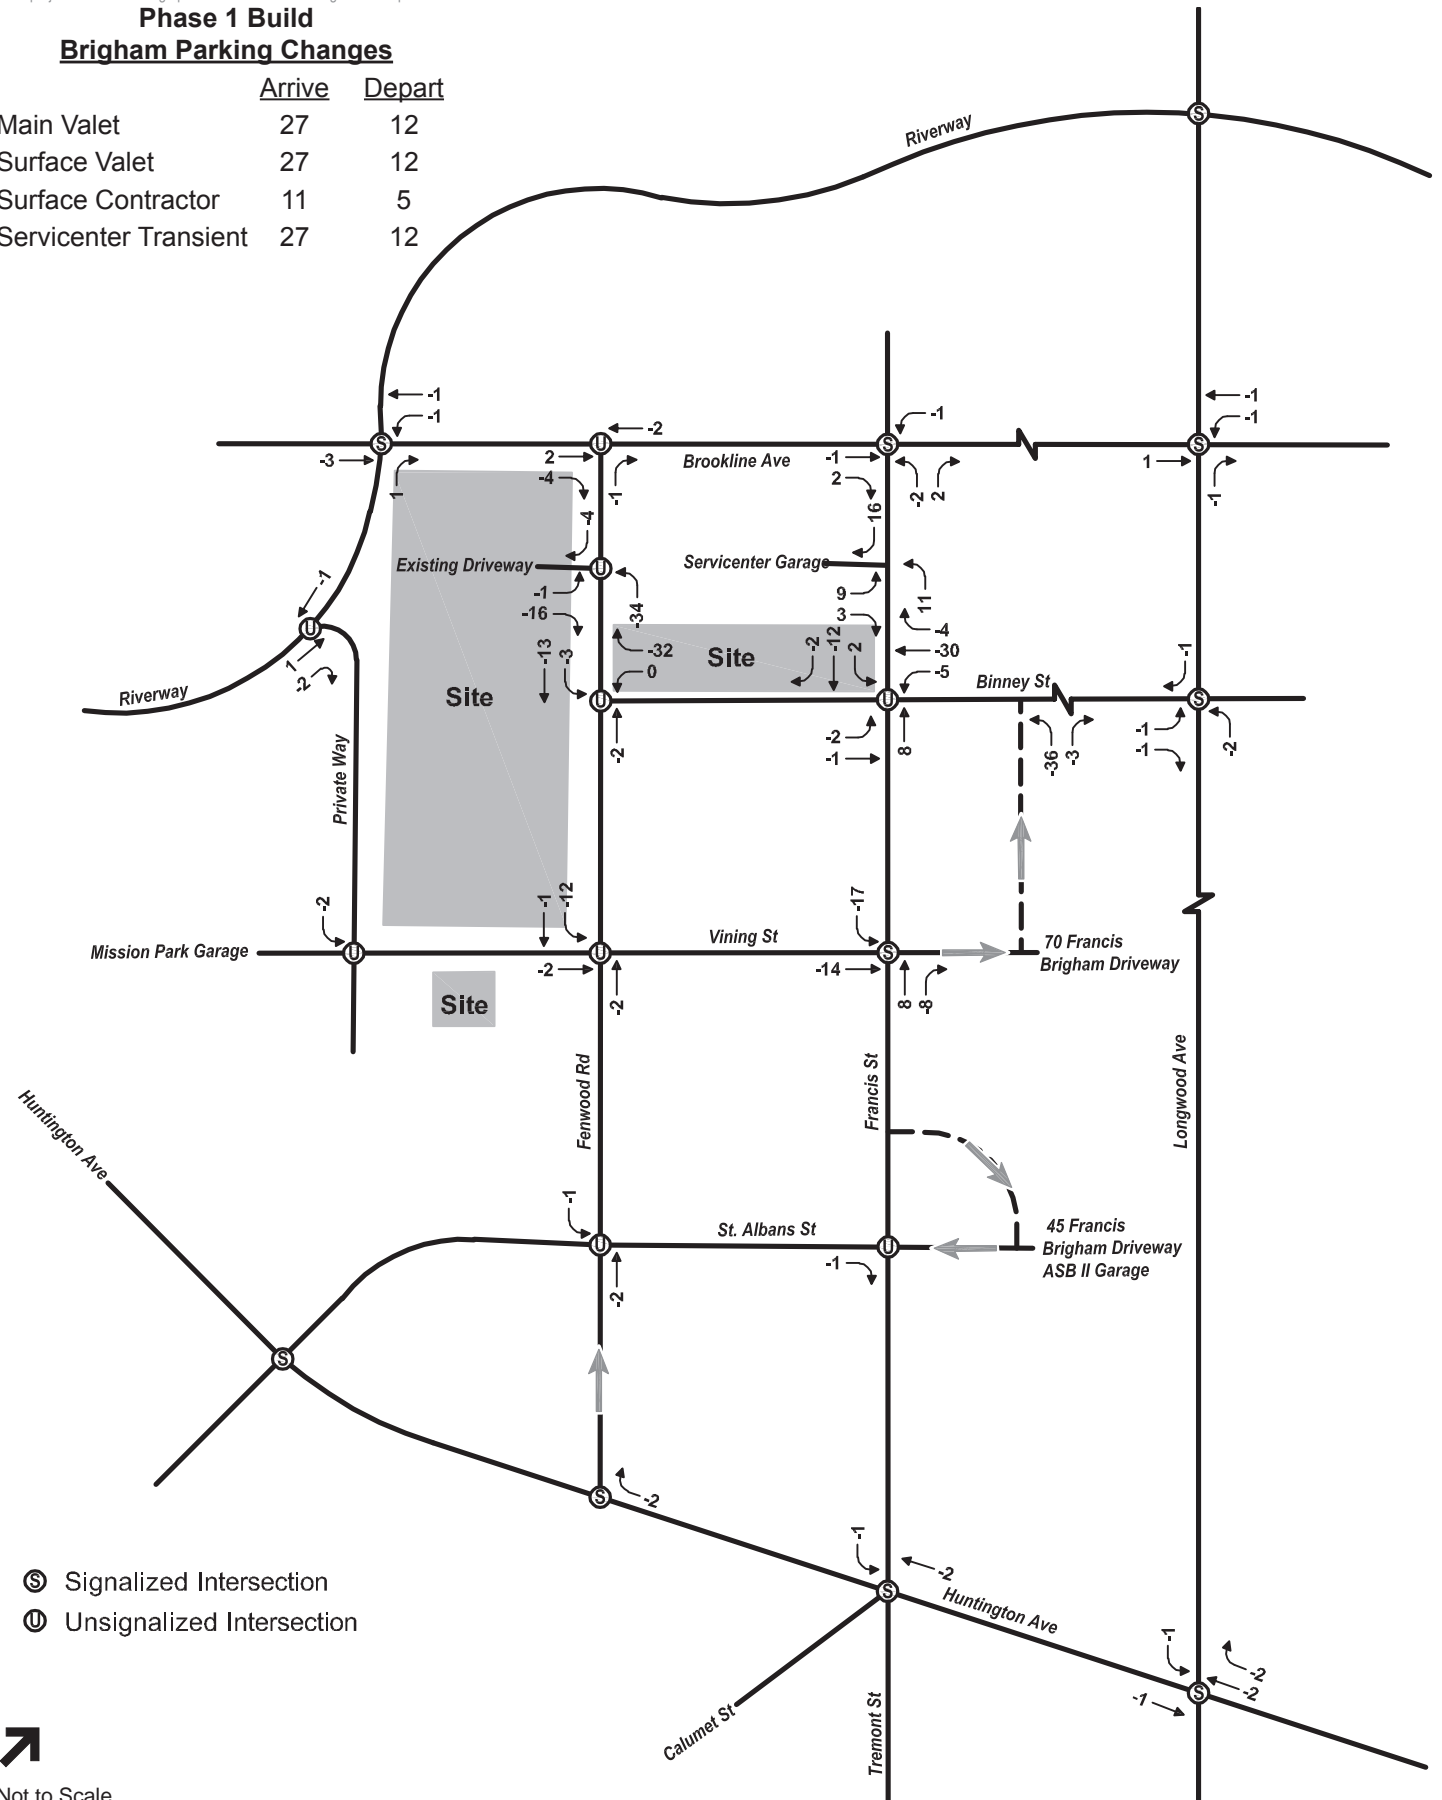 Phase 1 Build
Brigham Parking Changes
Arrive Depart
Main Valet 27 12
Surface Valet 27 12
Surface Contractor 11 5
Servicenter Transient 27 12
Riverway
S
-1
-1
S
-3
1
-2
U
2
-4
-1
Brookline Ave
-1
S
-1
2
-2
2
-1
-1
S
1
-1
-4
Existing Driveway
U
-1
-16
-34
16
Servicenter Garage
9
3
11
-1
U
1
-2
Riverway
-13
-3
-32
0
Site
Site
-2
-12
2
-4
-30
-5
U
-2
U
-2
-1
8
Binney St
-36
-3
-1
S
-1
-1
-2
Private Way
Mission Park Garage
-2
U
-1
-12
U
-2
-2
Vining St
-17
S
-14
8
-8
70 Francis
Brigham Driveway
Site
Fenwood Rd
Francis St
Longwood Ave
Huntington Ave
-1
U
-2
St. Albans St
U
-1
45 Francis
Brigham Driveway
ASB II Garage
S
S
-2
-1
S
-2
Huntington Ave
-1
-2
-2
-1
S
Calumet St
Tremont St
S Signalized Intersection
U Unsignalized Intersection
Not to Scale